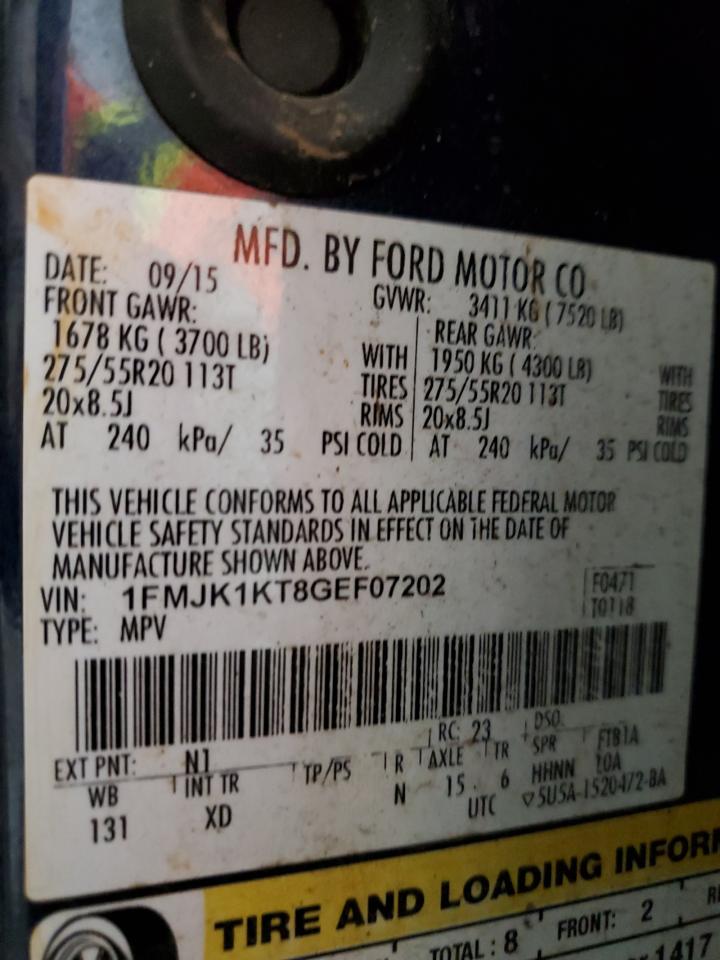 MFD. BY FORD MOTOR CO
DATE: 09/15 GVWR: 3411 KG ( 7520 LB)
FRONT GAWR: REAR GAWR:
1678 KG ( 3700 LB) WITH 1950 KG ( 4300 LB) WITH
275/55R20 113T TIRES 275/55R20 113T TIRES
20x8.5J RIMS 20x8.5J RIMS
AT 240 kPa/ 35 PSI COLD AT 240 kPa/ 35 PSI COLD
THIS VEHICLE CONFORMS TO ALL APPLICABLE FEDERAL MOTOR
VEHICLE SAFETY STANDARDS IN EFFECT ON THE DATE OF
MANUFACTURE SHOWN ABOVE.
VIN: 1FMJK1KT8GEF07202 F0471
TYPE: MPV T0118
EXT PNT: N1 RC: 23 DSO:
WB INT TR TP/PS R AXLE TR SPR FTB1A
131 XD N 15 6 HHNN 10A
UTC ▽5U5A-1520472-BA
TIRE AND LOADING INFOR
TOTAL : 8 FRONT: 2
1417